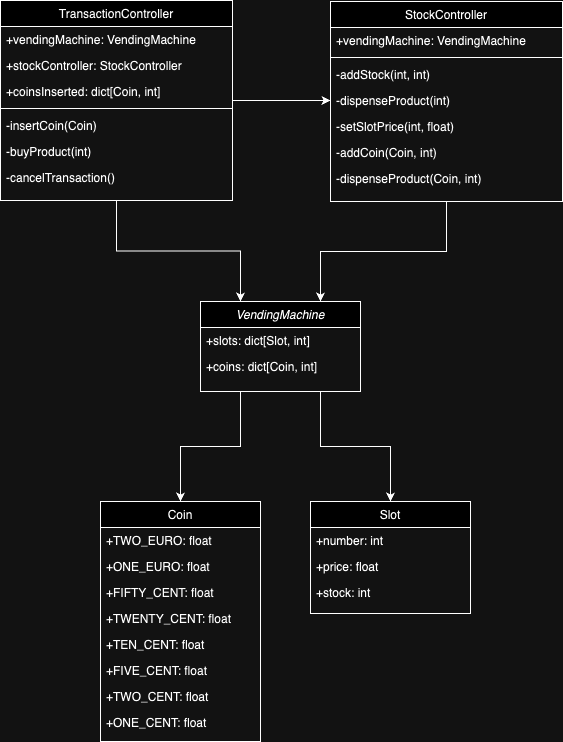 TransactionController
+vendingMachine: VendingMachine
+stockController: StockController
+coinsInserted: dict[Coin, int]
-insertCoin(Coin)
-buyProduct(int)
-cancelTransaction()
StockController
+vendingMachine: VendingMachine
-addStock(int, int)
-dispenseProduct(int)
-setSlotPrice(int, float)
-addCoin(Coin, int)
-dispenseProduct(Coin, int)
VendingMachine
+slots: dict[Slot, int]
+coins: dict[Coin, int]
Coin
+TWO_EURO: float
+ONE_EURO: float
+FIFTY_CENT: float
+TWENTY_CENT: float
+TEN_CENT: float
+FIVE_CENT: float
+TWO_CENT: float
+ONE_CENT: float
Slot
+number: int
+price: float
+stock: int